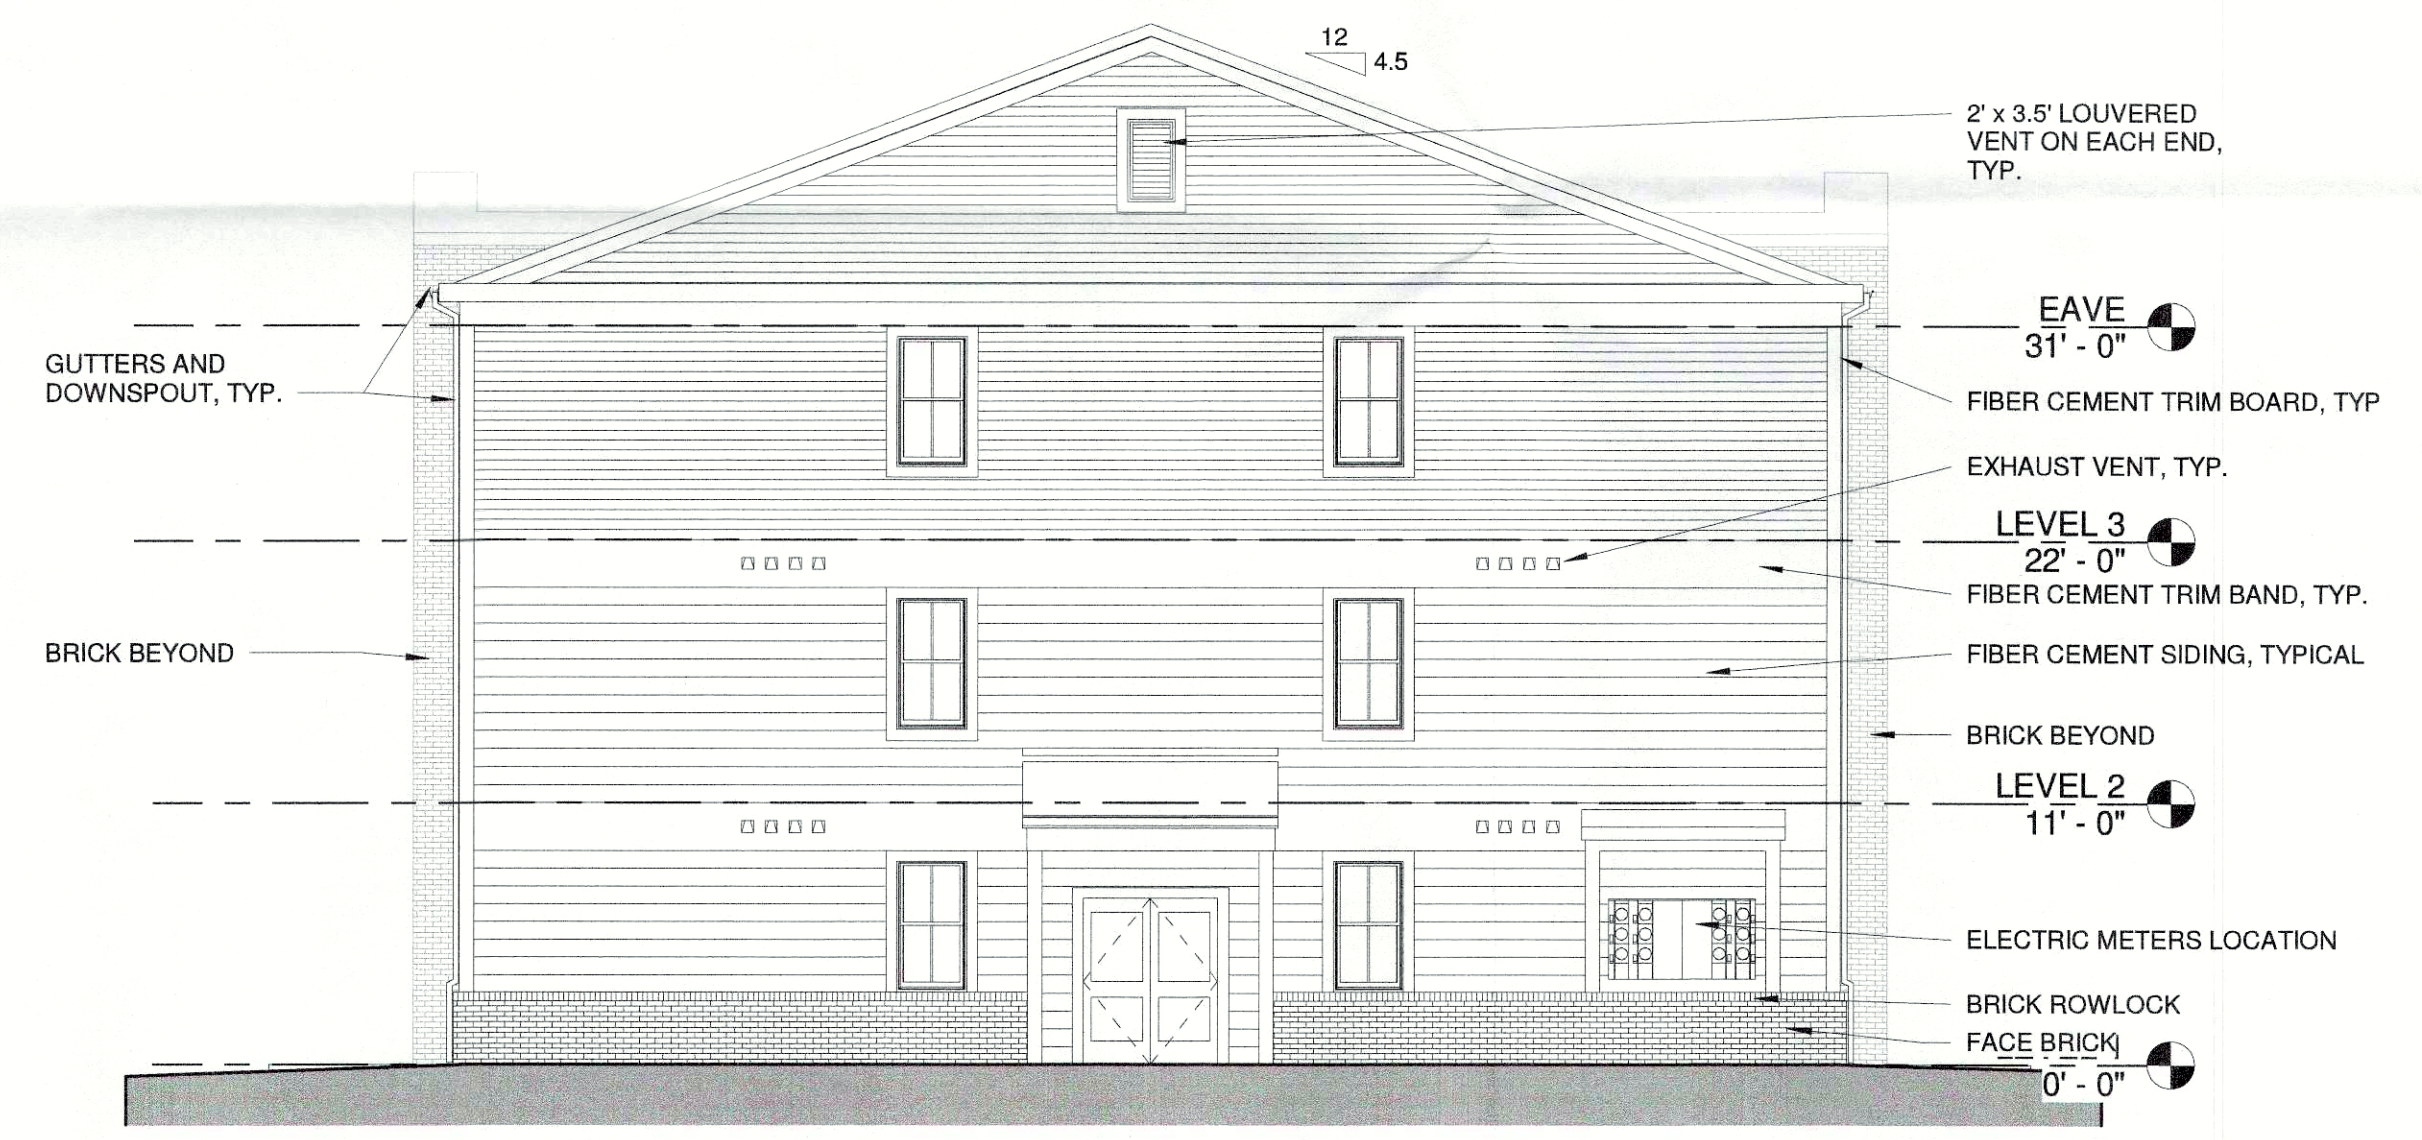 12
4.5
2' x 3.5' LOUVERED
VENT ON EACH END,
TYP.
EAVE
31' - 0"
GUTTERS AND
DOWNSPOUT, TYP.
FIBER CEMENT TRIM BOARD, TYP
EXHAUST VENT, TYP.
LEVEL 3
22' - 0"
FIBER CEMENT TRIM BAND, TYP.
BRICK BEYOND
FIBER CEMENT SIDING, TYPICAL
BRICK BEYOND
LEVEL 2
11' - 0"
ELECTRIC METERS LOCATION
BRICK ROWLOCK
FACE BRICK
0' - 0"